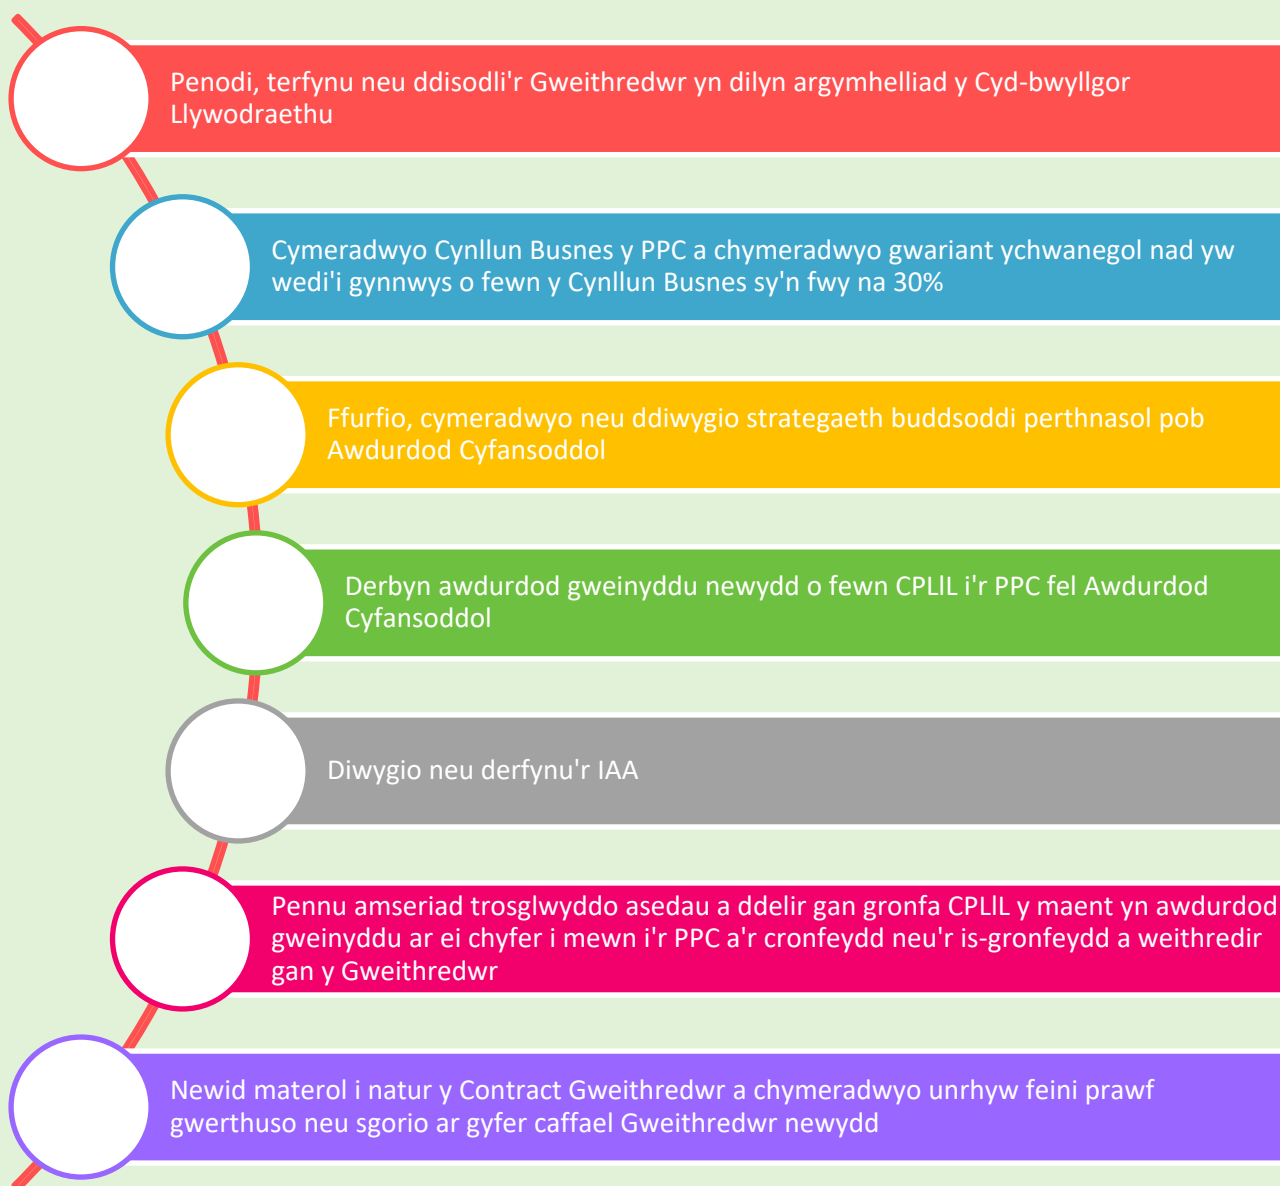 Penodi, terfynu neu ddisodli'r Gweithredwr yn dilyn argymhelliad y Cyd-bwyllgor
Llywodraethu
Cymeradwyo Cynllun Busnes y PPC a chymeradwyo gwariant ychwanegol nad yw
wedi'i gynnwys o fewn y Cynllun Busnes sy'n fwy na 30%
Ffurfio, cymeradwyo neu ddiwygio strategaeth buddsoddi perthnasol pob
Awdurdod Cyfansoddol
Derbyn awdurdod gweinyddu newydd o fewn CPLlL i'r PPC fel Awdurdod
Cyfansoddol
Diwygio neu derfynu'r IAA
Pennu amseriad trosglwyddo asedau a ddelir gan gronfa CPLlL y maent yn awdurdod
gweinyddu ar ei chyfer i mewn i'r PPC a'r cronfeydd neu'r is-gronfeydd a weithredir
gan y Gweithredwr
Newid materol i natur y Contract Gweithredwr a chymeradwyo unrhyw feini prawf
gwerthuso neu sgorio ar gyfer caffael Gweithredwr newydd